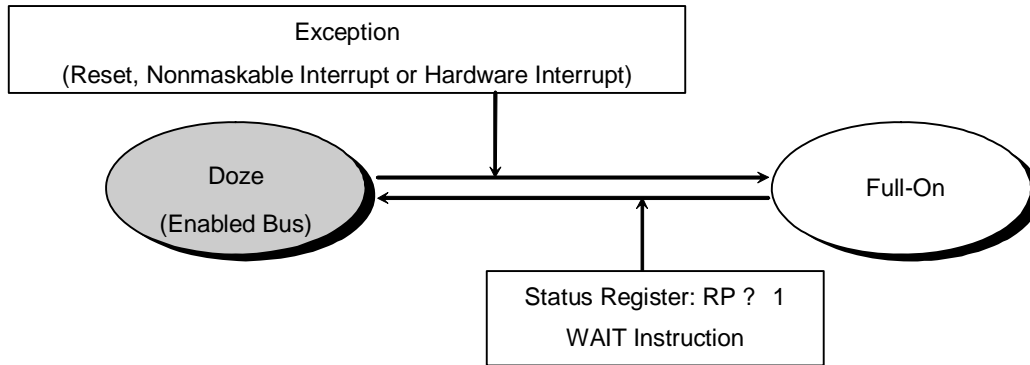 Exception
(Reset, Nonmaskable Interrupt or Hardware Interrupt)
Doze
(Enabled Bus)
Full-On
Status Register: RP ? 1
WAIT Instruction